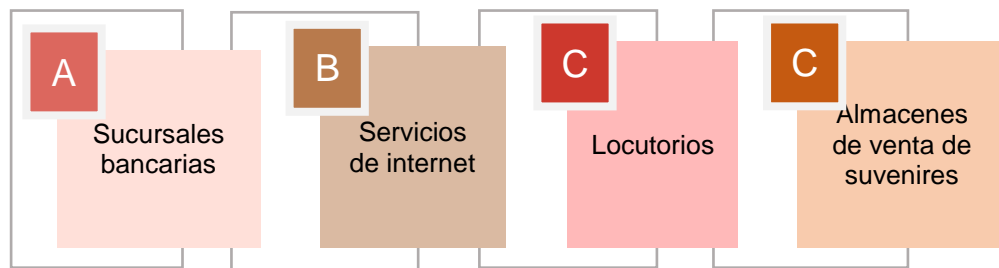 A
Sucursales
bancarias
B
Servicios
de internet
C
Locutorios
C
Almacenes
de venta de
suvenires